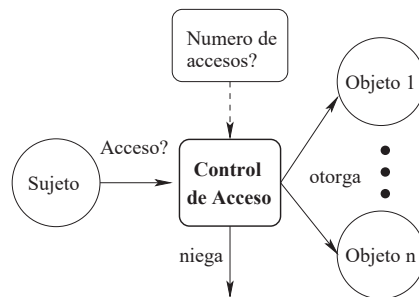 Numero de
accesos?
Objeto 1
Acceso?
Sujeto
Control
de Acceso
otorga
niega
Objeto n